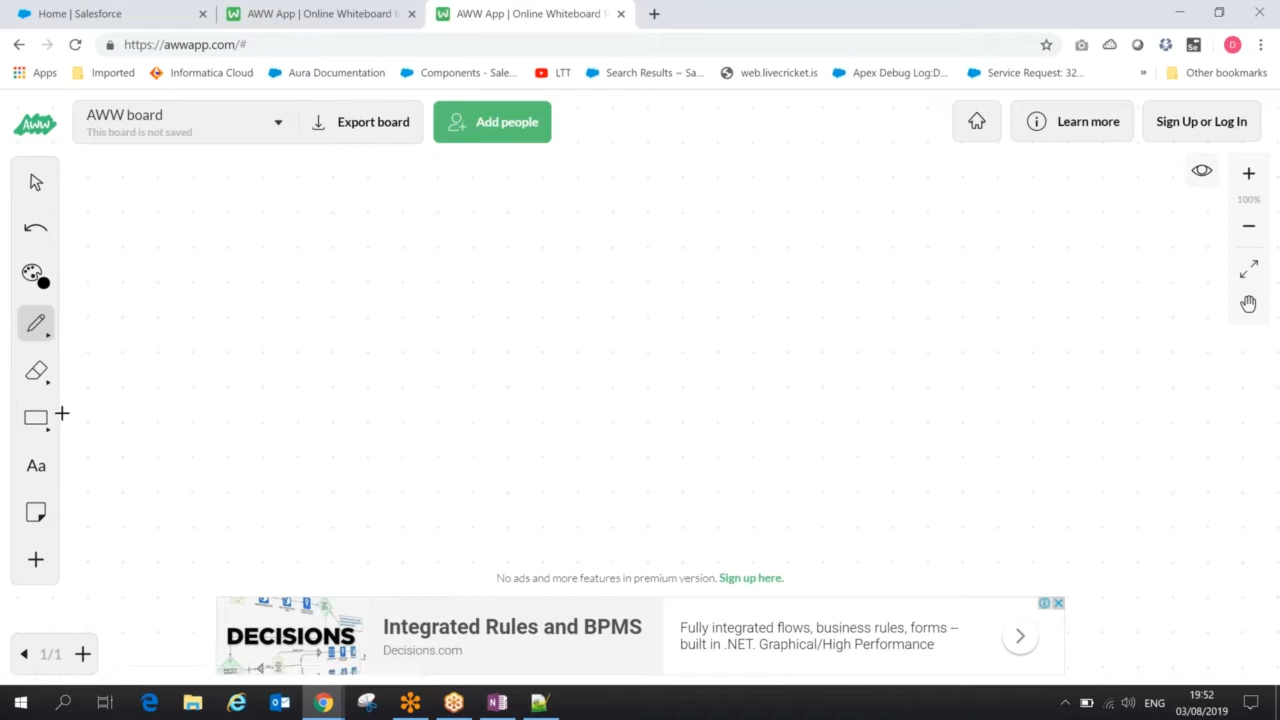 Home | Salesforce
AWW App | Online Whiteboard f
AWW App | Online Whiteboard f
https://awwapp.com/#
Apps
Imported
Informatica Cloud
Aura Documentation
Components - Sale...
LTT
Search Results ~ Sa...
web.livecricket.is
Apex Debug Log:D...
Service Request: 32...
»
Other bookmarks
Se
D
AWW
AWW board
This board is not saved
Export board
Add people
Learn more
Sign Up or Log In
100%
Aa
No ads and more features in premium version. Sign up here.
DECISIONS
Integrated Rules and BPMS
Decisions.com
Fully integrated flows, business rules, forms --
built in .NET. Graphical/High Performance
1/1
ENG
19:52
03/08/2019